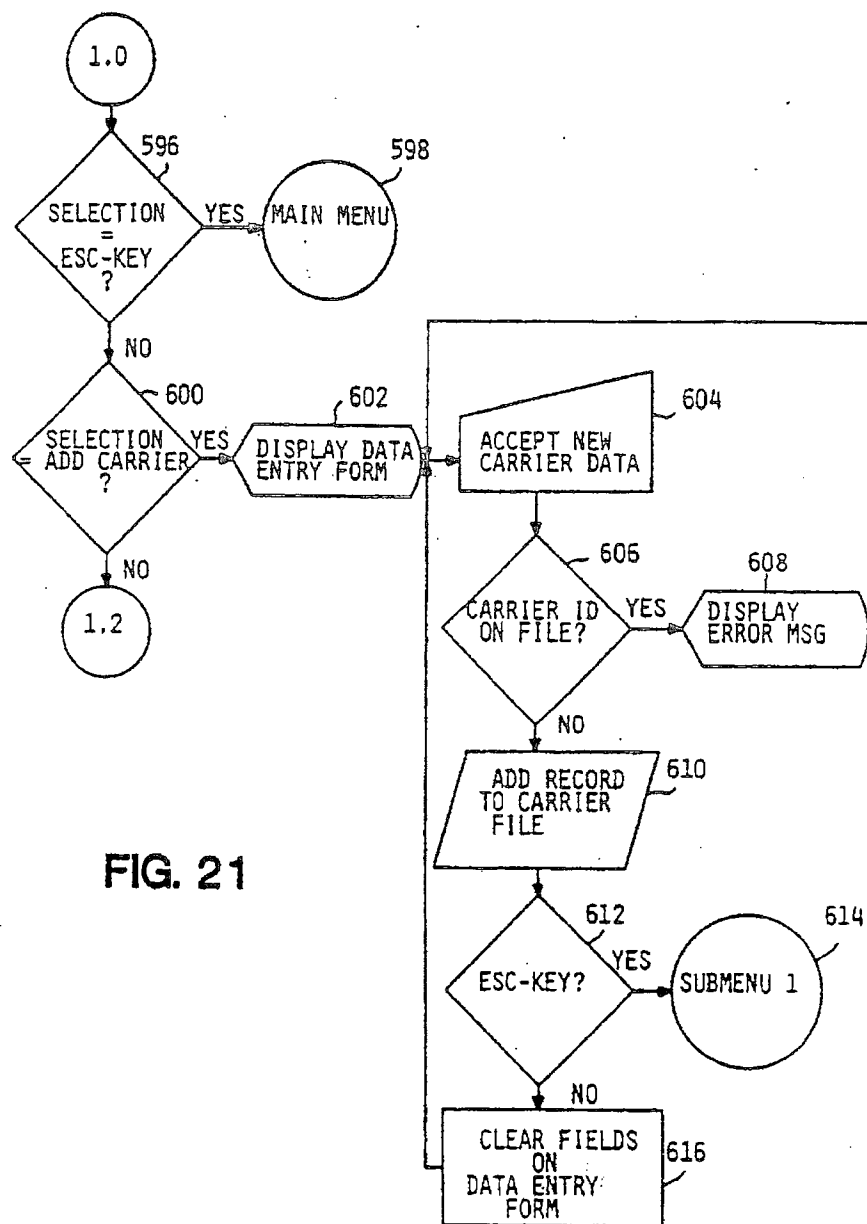 1.0
596
598
SELECTION
=
ESC-KEY
?
YES
MAIN MENU
NO
600
602
604
SELECTION
= ADD CARRIER
?
YES
DISPLAY DATA
ENTRY FORM
ACCEPT NEW
CARRIER DATA
NO
606
608
1.2
CARRIER ID
ON FILE?
YES
DISPLAY
ERROR MSG
NO
ADD RECORD
TO CARRIER
FILE
610
FIG. 21
612
614
ESC-KEY?
YES
SUBMENU 1
NO
CLEAR FIELDS
ON
DATA ENTRY
FORM
616